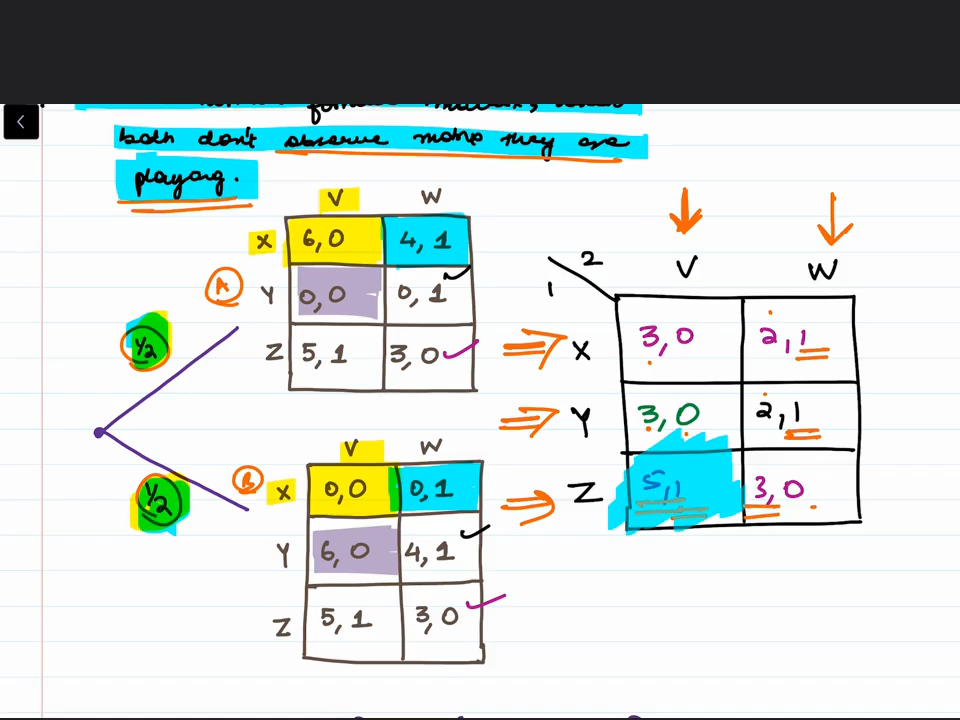 both don't observe matrix they are
playing.
V W
X 6,0 4,1
A Y 0,0 0,1
Z 5,1 3,0
1/2
1/2
V W
B X 0,0 0,1
Y 6,0 4,1
Z 5,1 3,0
2
1 V W
X 3,0 2,1
Y 3,0 2,1
Z 5,1 3,0